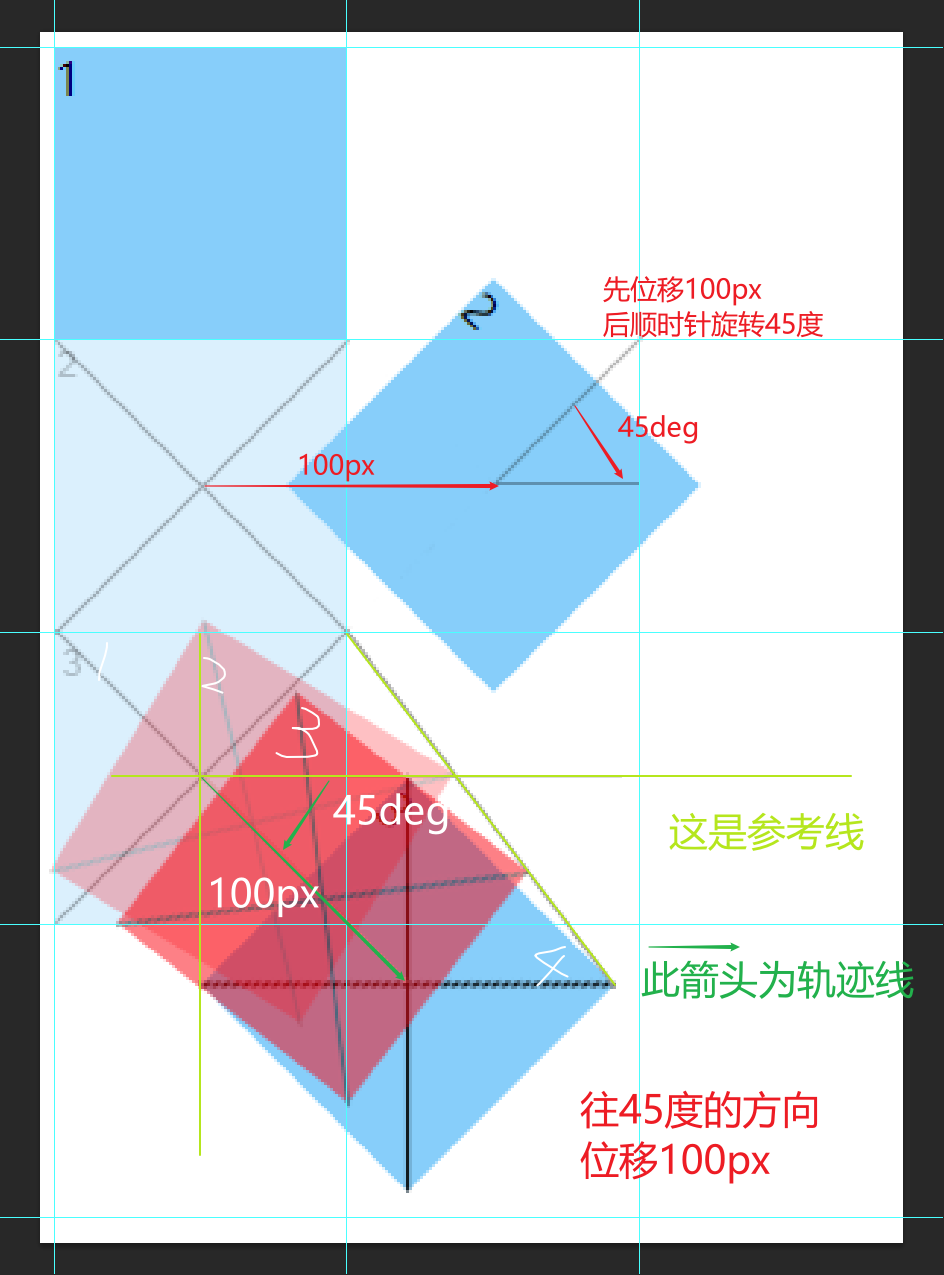 1
2
先位移100px
后顺时针旋转45度
2
45deg
100px
3
1
2
3
45deg
这是参考线
100px
4
此箭头为轨迹线
往45度的方向
位移100px